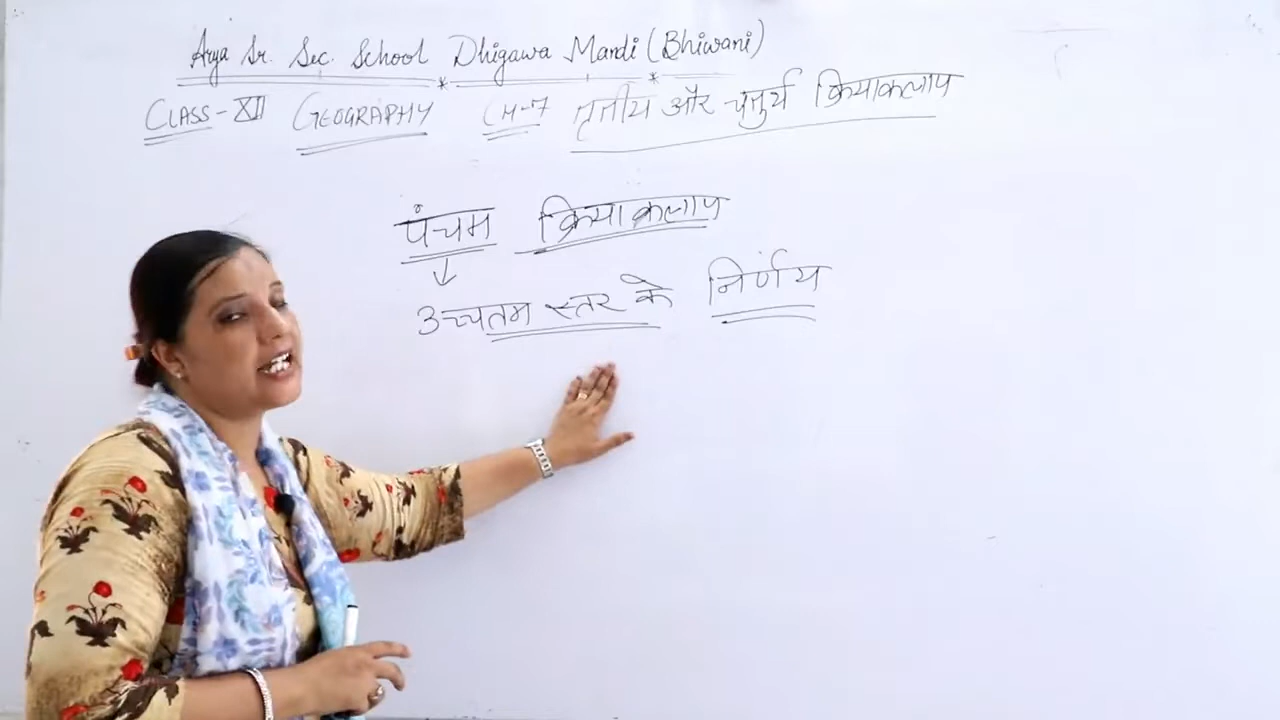 Arya Sr. Sec. School Dhigawa Mandi (Bhiwani)
CLASS-XII GEOGRAPHY CH-7 तृतीय और चतुर्थ क्रियाकलाप
पंचम क्रियाकलाप
↓
उच्चतम स्तर के निर्णय